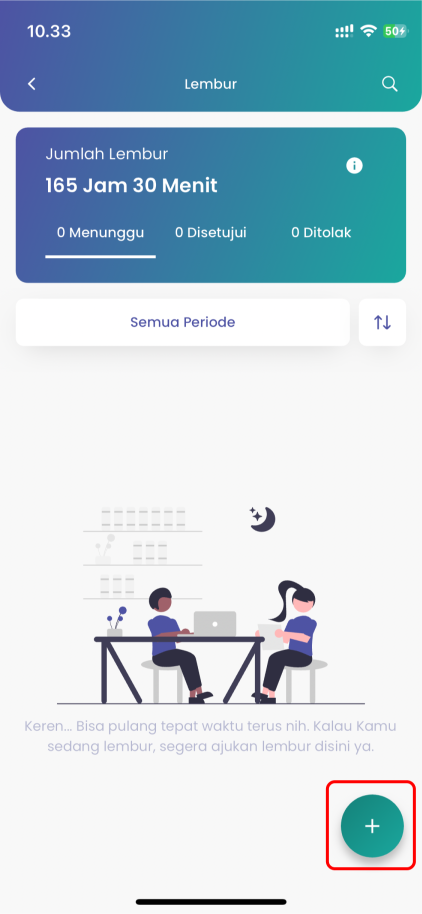 10.33
50
Lembur
Jumlah Lembur
165 Jam 30 Menit
0 Menunggu 0 Disetujui 0 Ditolak
Semua Periode
Keren... Bisa pulang tepat waktu terus nih. Kalau Kamu
sedang lembur, segera ajukan lembur disini ya.